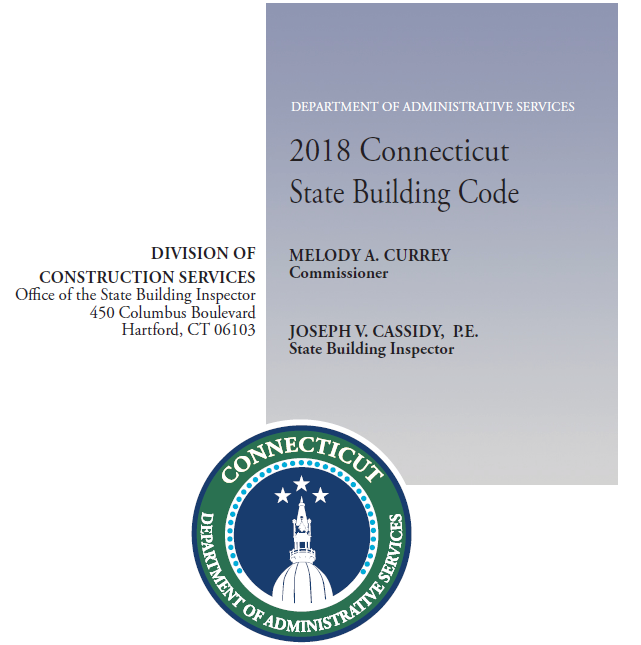 DEPARTMENT OF ADMINISTRATIVE SERVICES
2018 Connecticut
State Building Code
DIVISION OF
CONSTRUCTION SERVICES
Office of the State Building Inspector
450 Columbus Boulevard
Hartford, CT 06103
MELODY A. CURREY
Commissioner
JOSEPH V. CASSIDY, P.E.
State Building Inspector
CONNECTICUT
DEPARTMENT OF ADMINISTRATIVE SERVICES